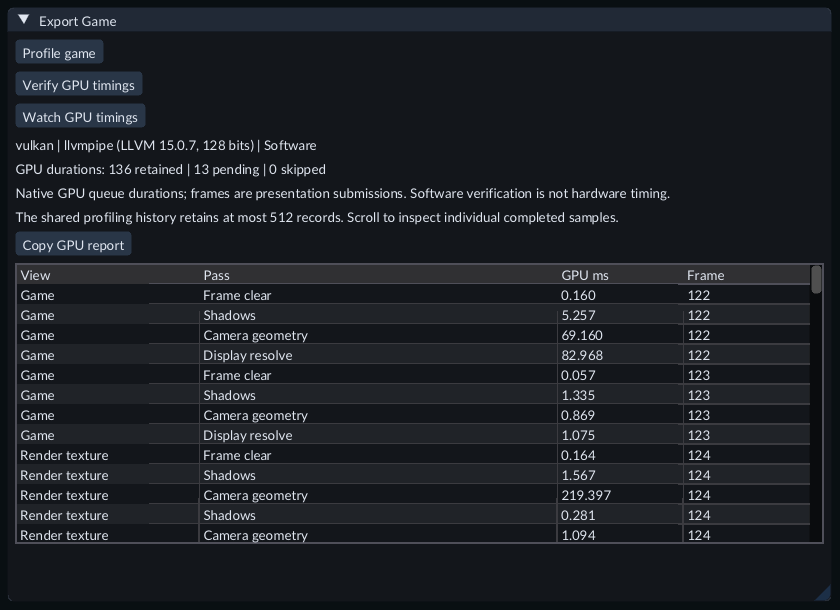 Export Game
Profile game
Verify GPU timings
Watch GPU timings
vulkan | llvmpipe (LLVM 15.0.7, 128 bits) | Software
GPU durations: 136 retained | 13 pending | 0 skipped
Native GPU queue durations; frames are presentation submissions. Software verification is not hardware timing.
The shared profiling history retains at most 512 records. Scroll to inspect individual completed samples.
Copy GPU report
View Pass GPU ms Frame
Game Frame clear 0.160 122
Game Shadows 5.257 122
Game Camera geometry 69.160 122
Game Display resolve 82.968 122
Game Frame clear 0.057 123
Game Shadows 1.335 123
Game Camera geometry 0.869 123
Game Display resolve 1.075 123
Render texture Frame clear 0.164 124
Render texture Shadows 1.567 124
Render texture Camera geometry 219.397 124
Render texture Shadows 0.281 124
Render texture Camera geometry 1.094 124